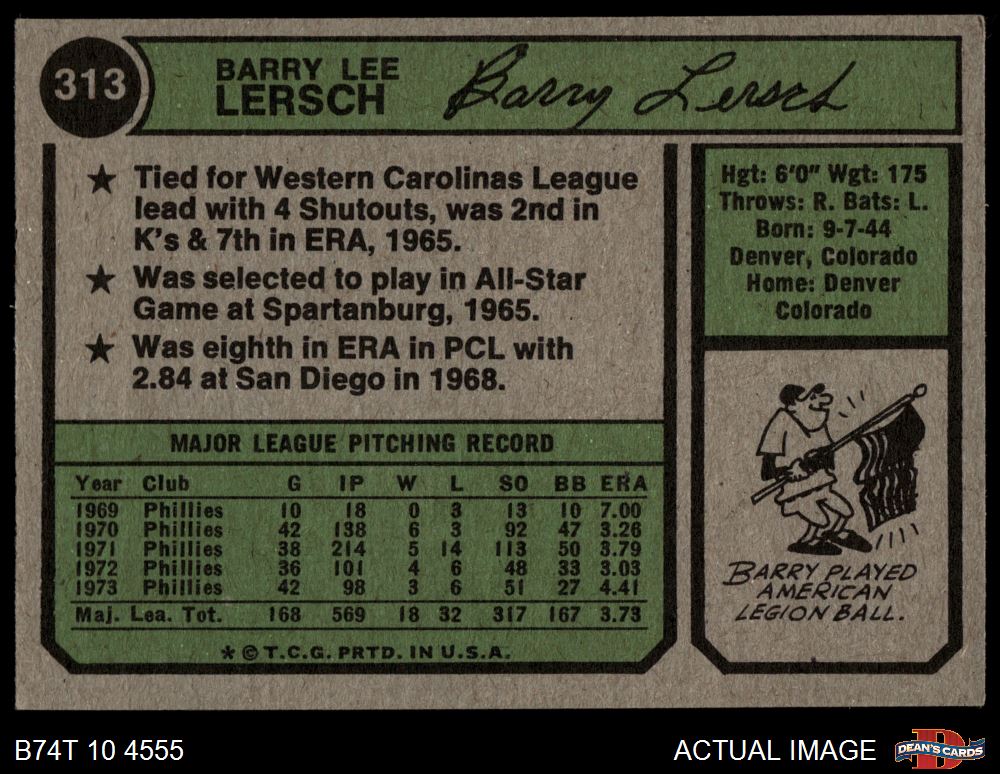 313
BARRY LEE
LERSCH
Barry Lersch
★ Tied for Western Carolinas League
lead with 4 Shutouts, was 2nd in
K's & 7th in ERA, 1965.
★ Was selected to play in All-Star
Game at Spartanburg, 1965.
★ Was eighth in ERA in PCL with
2.84 at San Diego in 1968.
Hgt: 6'0" Wgt: 175
Throws: R. Bats: L.
Born: 9-7-44
Denver, Colorado
Home: Denver
Colorado
MAJOR LEAGUE PITCHING RECORD
Year Club G IP W L SO BB ERA
1969 Phillies 10 18 0 3 13 10 7.00
1970 Phillies 42 138 6 3 92 47 3.26
1971 Phillies 38 214 5 14 113 50 3.79
1972 Phillies 36 101 4 6 48 33 3.03
1973 Phillies 42 98 3 6 51 27 4.41
Maj. Lea. Tot. 168 569 18 32 317 167 3.73
* © T.C.G. PRTD. IN U.S.A.
BARRY PLAYED
AMERICAN
LEGION BALL.
B74T 10 4555
ACTUAL IMAGE
D
DEAN'S CARDS